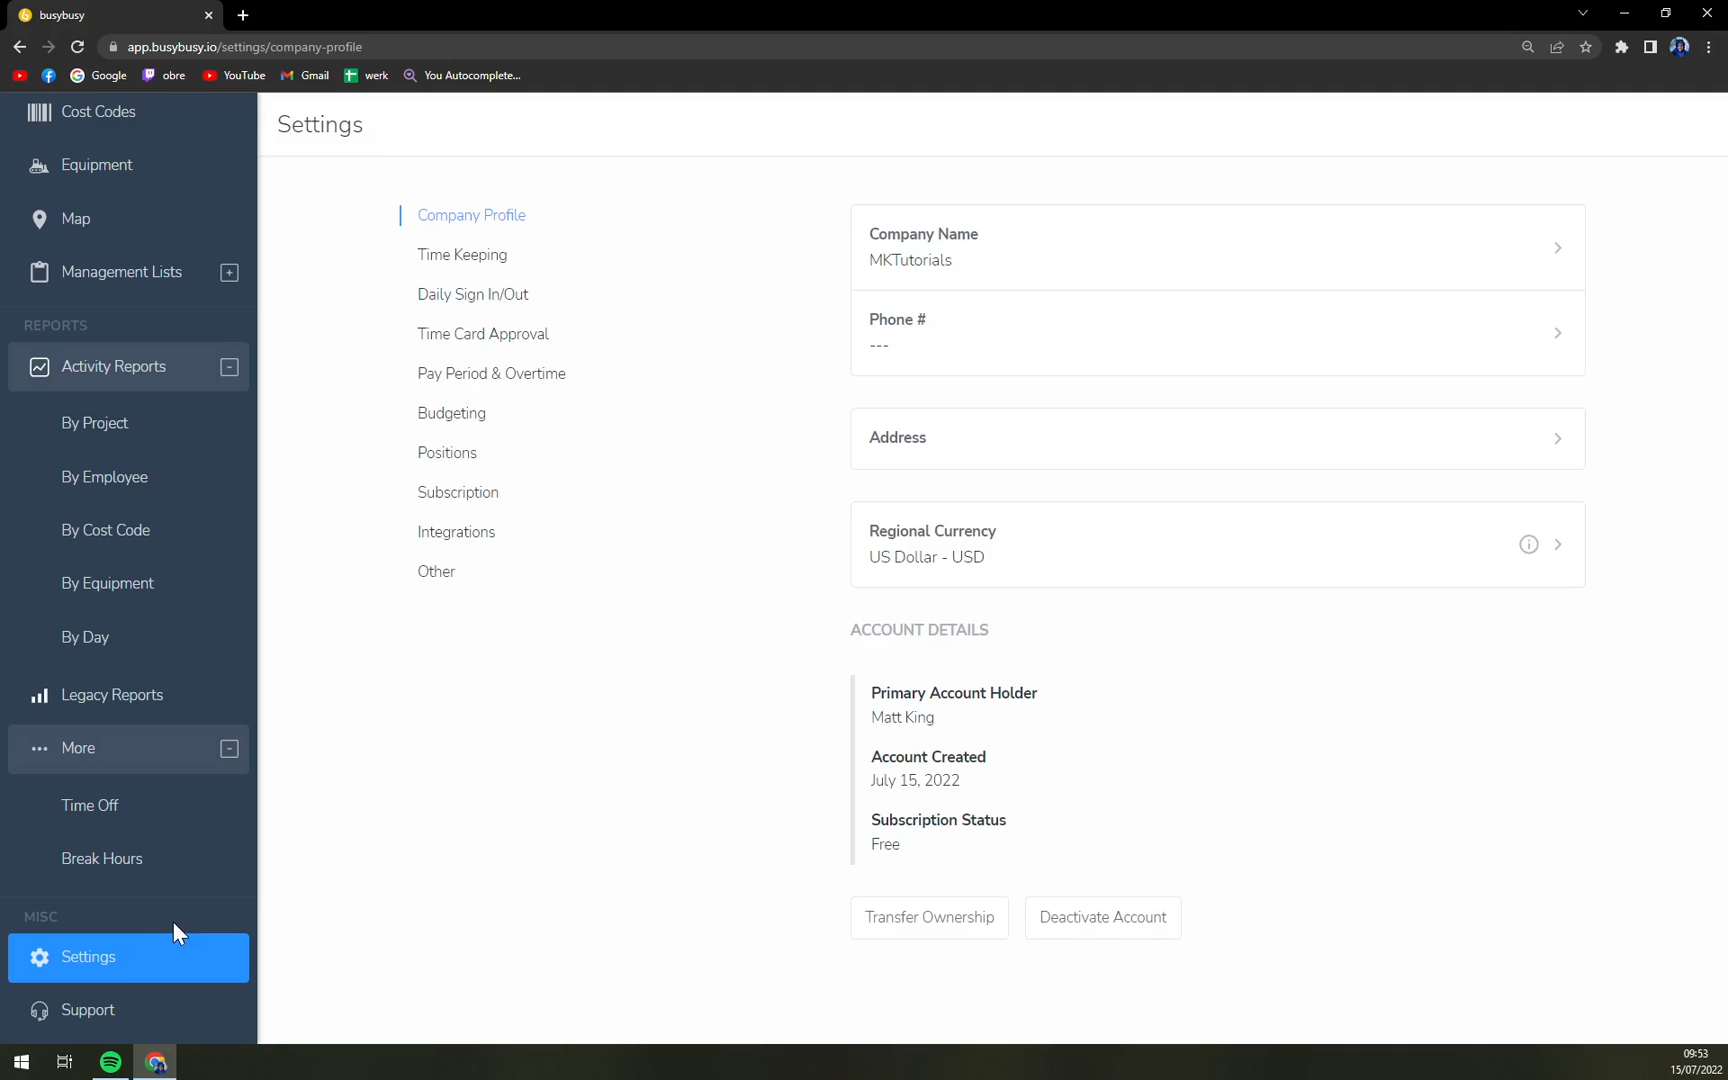 busybusy
app.busybusy.io/settings/company-profile
Google
obre
YouTube
Gmail
werk
You Autocomplete...
Cost Codes
Equipment
Map
Management Lists
REPORTS
Activity Reports
By Project
By Employee
By Cost Code
By Equipment
By Day
Legacy Reports
More
Time Off
Break Hours
MISC
Settings
Support
Settings
Company Profile
Time Keeping
Daily Sign In/Out
Time Card Approval
Pay Period & Overtime
Budgeting
Positions
Subscription
Integrations
Other
Company Name
MKTutorials
Phone #
---
Address
Regional Currency
US Dollar - USD
ACCOUNT DETAILS
Primary Account Holder
Matt King
Account Created
July 15, 2022
Subscription Status
Free
Transfer Ownership
Deactivate Account
09:53
15/07/2022